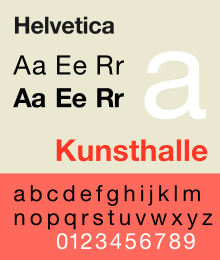 Helvetica
Aa Ee Rr
Aa Ee Rr
a
Kunsthalle
abcdefghijklm
nopqrstuvwxyz
0123456789